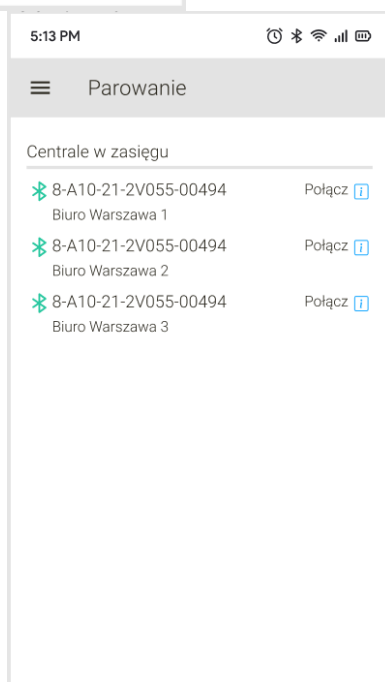 5:13 PM
Parowanie
Centrale w zasięgu
8-A10-21-2V055-00494 Połącz i
Biuro Warszawa 1
8-A10-21-2V055-00494 Połącz i
Biuro Warszawa 2
8-A10-21-2V055-00494 Połącz i
Biuro Warszawa 3